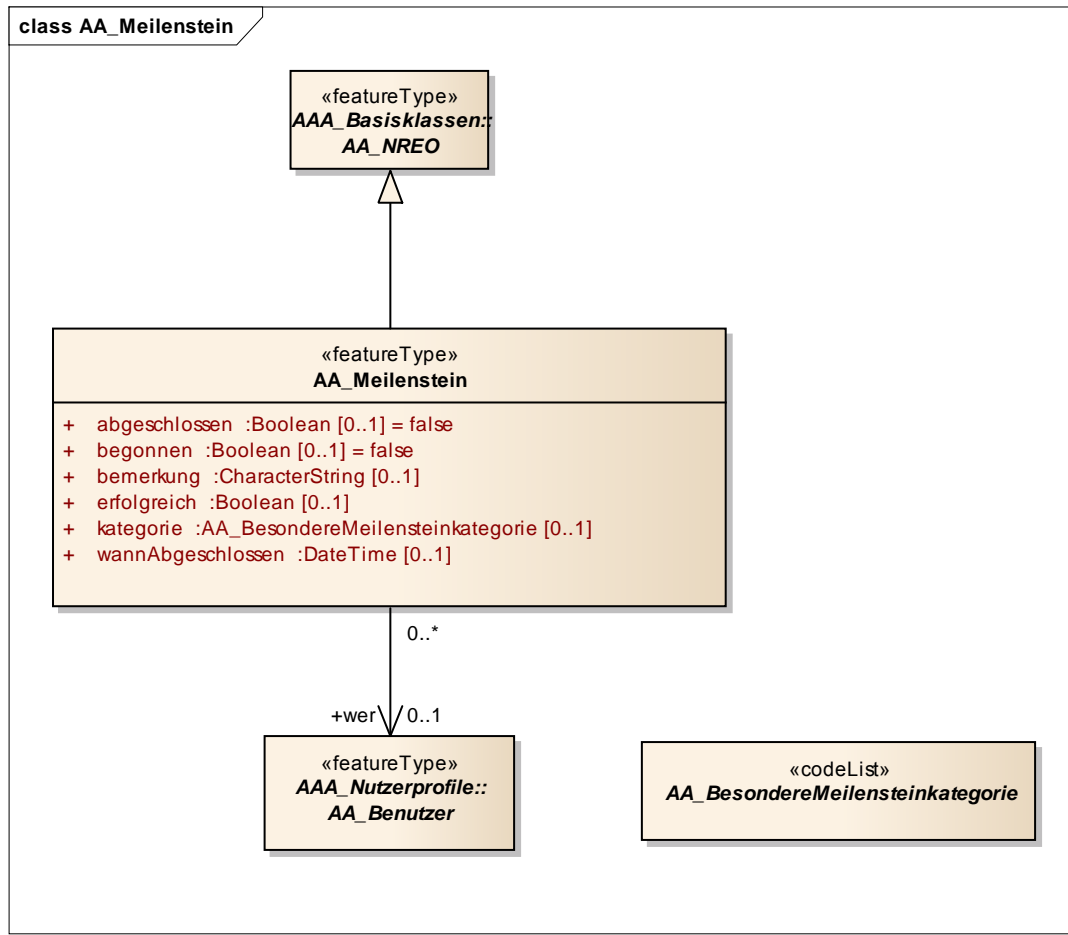 class AA_Meilenstein
«featureType»
AAA_Basisklassen::
AA_NREO
«featureType»
AA_Meilenstein
+ abgeschlossen :Boolean [0..1] = false
+ begonnen :Boolean [0..1] = false
+ bemerkung :CharacterString [0..1]
+ erfolgreich :Boolean [0..1]
+ kategorie :AA_BesondereMeilensteinkategorie [0..1]
+ wannAbgeschlossen :DateTime [0..1]
0..*
+wer 0..1
«featureType»
AAA_Nutzerprofile::
AA_Benutzer
«codeList»
AA_BesondereMeilensteinkategorie